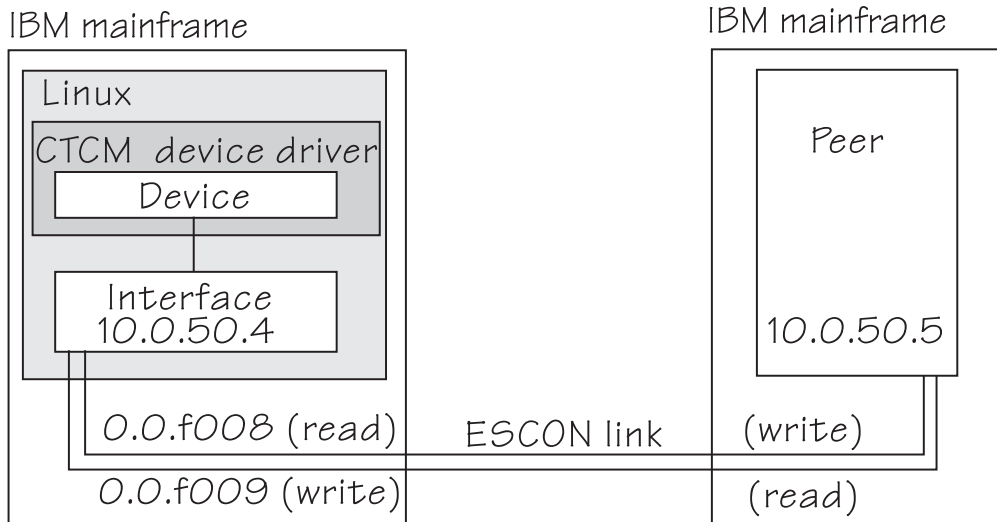 IBM mainframe
Linux
CTCM device driver
Device
Interface
10.0.50.4
0.0.f008 (read)
0.0.f009 (write)
ESCON link
IBM mainframe
Peer
10.0.50.5
(write)
(read)